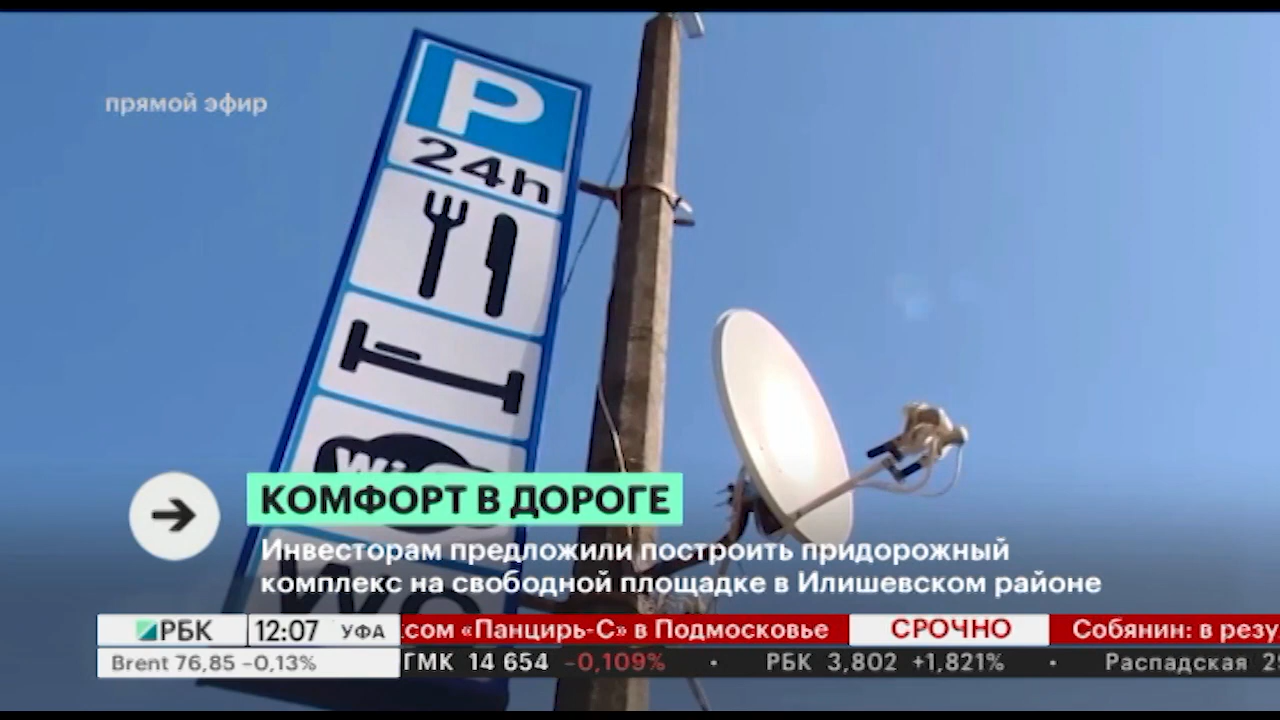 прямой эфир
P
24h
Wi
КОМФОРТ В ДОРОГЕ
Инвесторам предложили построить придорожный
комплекс на свободной площадке в Илишевском районе
РБК 12:07 УФА
сом «Панцирь-С» в Подмосковье СРОЧНО Собянин: в резу
Brent 76,85 -0,13% ГМК 14 654 -0,109% • РБК 3,802 +1,821% • Распадская